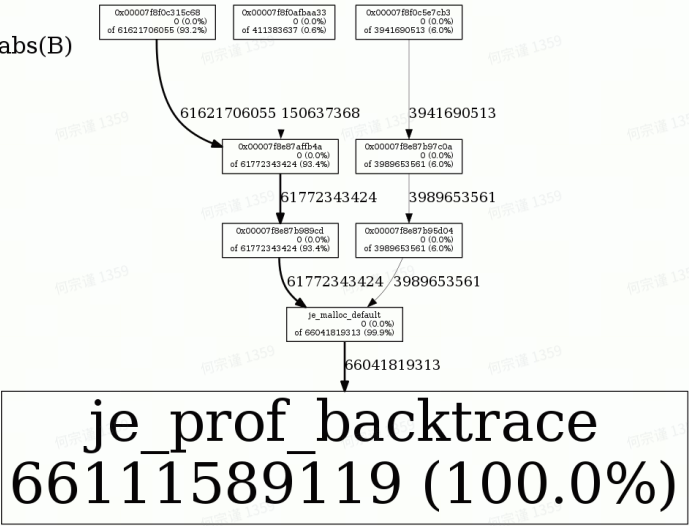 0x00007f8f0c315c68
0 (0.0%)
of 61621706055 (93.2%)
0x00007f8f0afbaa33
0 (0.0%)
of 411383637 (0.6%)
0x00007f8f0c5e7cb3
0 (0.0%)
of 3941690513 (6.0%)
abs(B)
61621706055
150637368
3941690513
0x00007f8e87affb4a
0 (0.0%)
of 61772343424 (93.4%)
0x00007f8e87b97c0a
0 (0.0%)
of 3989653561 (6.0%)
61772343424
3989653561
0x00007f8e87b989cd
0 (0.0%)
of 61772343424 (93.4%)
0x00007f8e87b95d04
0 (0.0%)
of 3989653561 (6.0%)
61772343424
3989653561
je_malloc_default
0 (0.0%)
of 66041819313 (99.9%)
66041819313
je_prof_backtrace
66111589119 (100.0%)
何宗谨 1359